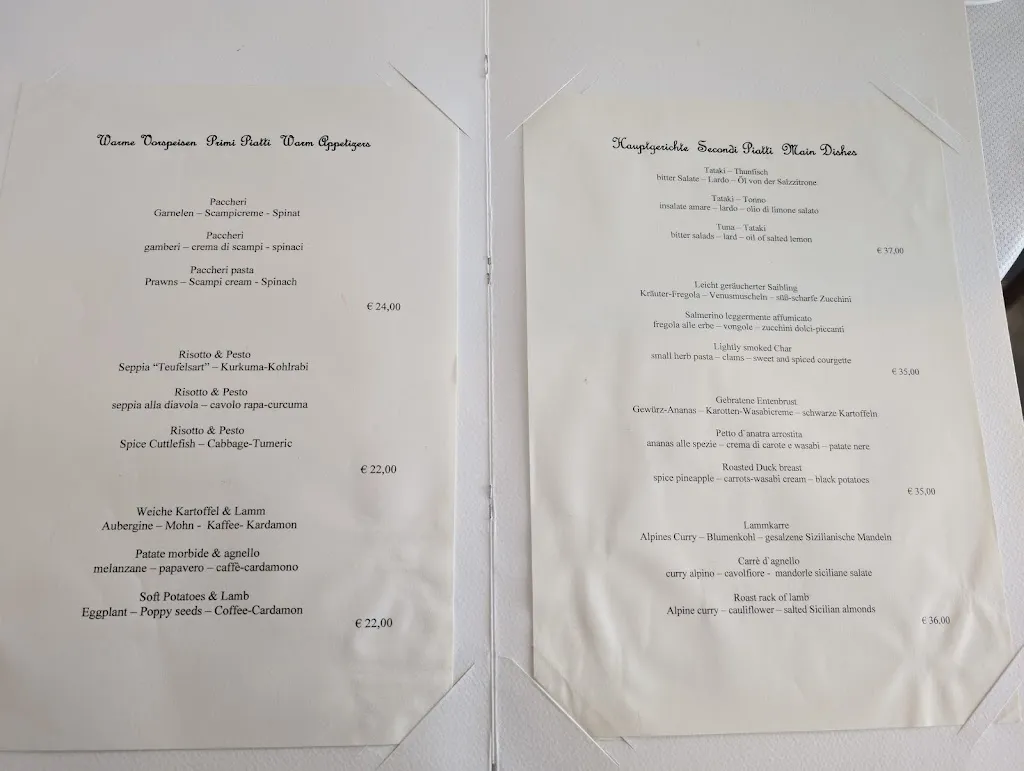 Warme Vorspeisen Primi Piatti Warm Appetizers
Paccheri
Garnelen – Scampicreme - Spinat
Paccheri
gamberi – crema di scampi - spinaci
Paccheri pasta
Prawns – Scampi cream - Spinach
€ 24,00
Risotto & Pesto
Seppia “Teufelsart” – Kurkuma-Kohlrabi
Risotto & Pesto
seppia alla diavola – cavolo rapa-curcuma
Risotto & Pesto
Spice Cuttlefish – Cabbage-Tumeric
€ 22,00
Weiche Kartoffel & Lamm
Aubergine – Mohn - Kaffee- Kardamon
Patate morbide & agnello
melanzane – papavero – caffè-cardamono
Soft Potatoes & Lamb
Eggplant – Poppy seeds – Coffee-Cardamon
€ 22,00
Hauptgerichte Secondi Piatti Main Dishes
Tataki – Thunfisch
bitter Salate – Lardo – Öl von der Salzzitrone
Tataki – Tonno
insalate amare – lardo – olio di limone salato
Tuna – Tataki
bitter salads – lard – oil of salted lemon
€ 37,00
Leicht geräucherter Saibling
Kräuter-Fregola – Venusmuscheln – süß-scharfe Zucchini
Salmerino leggermente affumicato
fregola alle erbe – vongole – zucchini dolci-piccanti
Lightly smoked Char
small herb pasta – clams – sweet and spiced courgette
€ 35,00
Gebratene Entenbrust
Gewürz-Ananas – Karotten-Wasabicreme – schwarze Kartoffeln
Petto d`anatra arrostita
ananas alle spezie – crema di carote e wasabi – patate nere
Roasted Duck breast
spice pineapple – carrots-wasabi cream – black potatoes
€ 35,00
Lammkarre
Alpines Curry – Blumenkohl – gesalzene Sizilianische Mandeln
Carrè d`agnello
curry alpino – cavolfiore - mandorle siciliane salate
Roast rack of lamb
Alpine curry – cauliflower – salted Sicilian almonds
€ 36,00